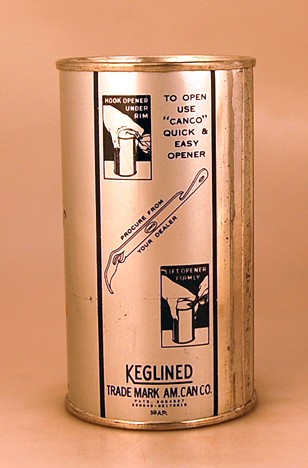 HOOK OPENER
UNDER
RIM
TO OPEN
USE
"CANCO"
QUICK &
EASY
OPENER
PROCURE FROM
YOUR DEALER
LIFT OPENER
FIRMLY
KEGLINED
TRADE MARK AM.CAN CO.